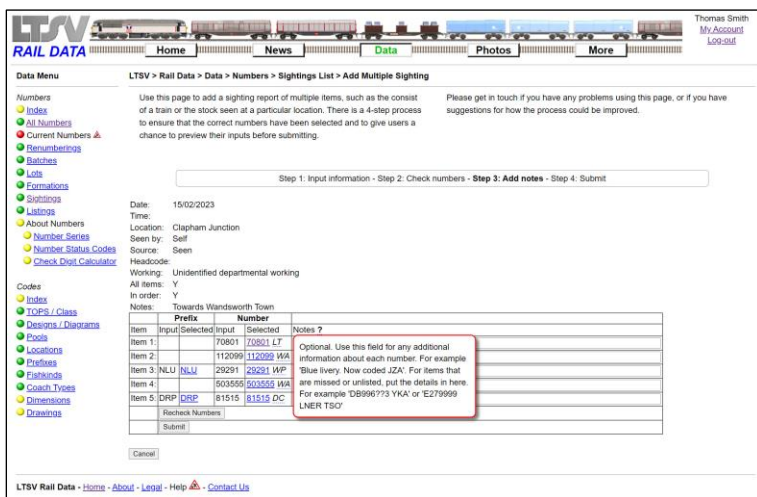 LTSV
RAIL DATA
Home
News
Data
Photos
More
Thomas Smith
My Account
Log-out
Data Menu
Numbers
Index
All Numbers
Current Numbers
Renumberings
Batches
Lots
Formations
Sightings
Listings
About Numbers
Number Series
Number Status Codes
Check Digit Calculator
Codes
Index
TOPS / Class
Designs / Diagrams
Pools
Locations
Prefixes
Fishkinds
Coach Types
Dimensions
Drawings
LTSV > Rail Data > Data > Numbers > Sightings List > Add Multiple Sighting
Use this page to add a sighting report of multiple items, such as the consist
of a train or the stock seen at a particular location. There is a 4-step process
to ensure that the correct numbers have been selected and to give users a
chance to preview their inputs before submitting.
Please get in touch if you have any problems using this page, or if you have
suggestions for how the process could be improved.
Step 1: Input information - Step 2: Check numbers - Step 3: Add notes - Step 4: Submit
Date: 15/02/2023
Time:
Location: Clapham Junction
Seen by: Self
Source: Seen
Headcode:
Working: Unidentified departmental working
All items: Y
In order: Y
Notes: Towards Wandsworth Town
Prefix Number
Item Input Selected Input Selected Notes ?
Item 1: 70801 70801 LT
Item 2: 112099 112099 WA
Item 3: NLU NLU 29291 29291 WP
Item 4: 503555 503555 WA
Item 5: DRP DRP 81515 81515 DC
Optional. Use this field for any additional
information about each number. For example
'Blue livery. Now coded JZA'. For items that
are missed or unlisted, put the details in here.
For example 'DB996??3 YKA' or 'E279999
LNER TSO'
Recheck Numbers
Submit
Cancel
LTSV Rail Data - Home - About - Legal - Help - Contact Us